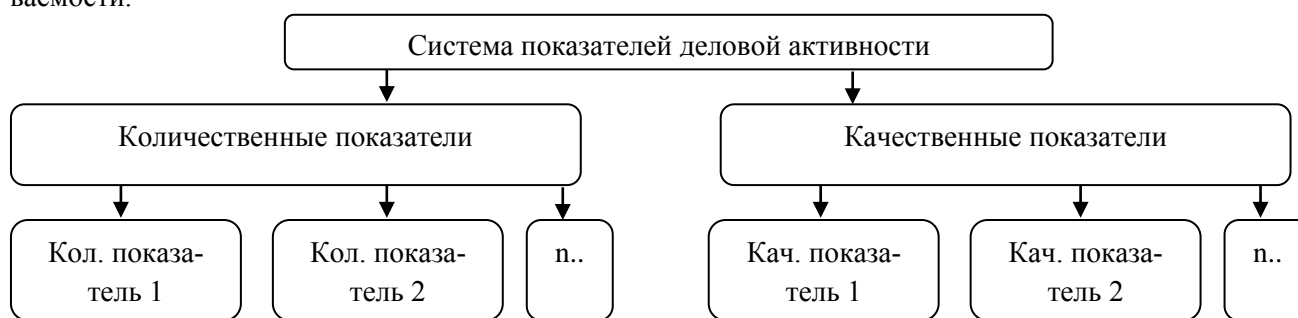 ваемости.
Система показателей деловой активности
Количественные показатели
Качественные показатели
Кол. показа-
тель 1
Кол. показа-
тель 2
n..
Кач. показа-
тель 1
Кач. показа-
тель 2
n..